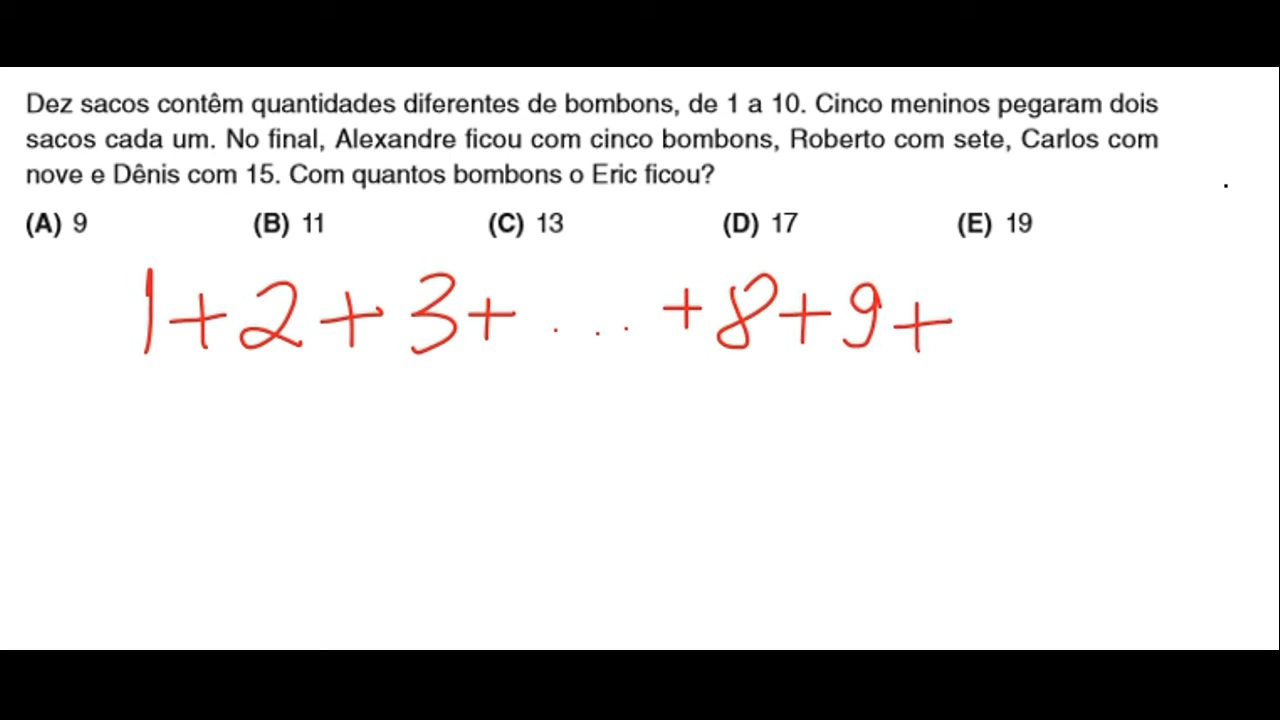 Dez sacos contêm quantidades diferentes de bombons, de 1 a 10. Cinco meninos pegaram dois
sacos cada um. No final, Alexandre ficou com cinco bombons, Roberto com sete, Carlos com
nove e Dênis com 15. Com quantos bombons o Eric ficou?
(A) 9 (B) 11 (C) 13 (D) 17 (E) 19
1+2+3+ ... +8+9+